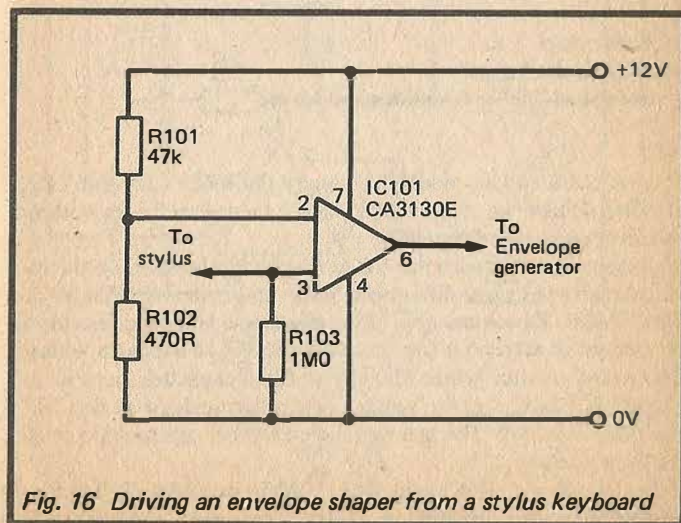 +12V
R101
47k
IC101
CA3130E
2
7
To
stylus
To
Envelope
generator
6
3
4
R102
470R
R103
1M0
0V
Fig. 16 Driving an envelope shaper from a stylus keyboard